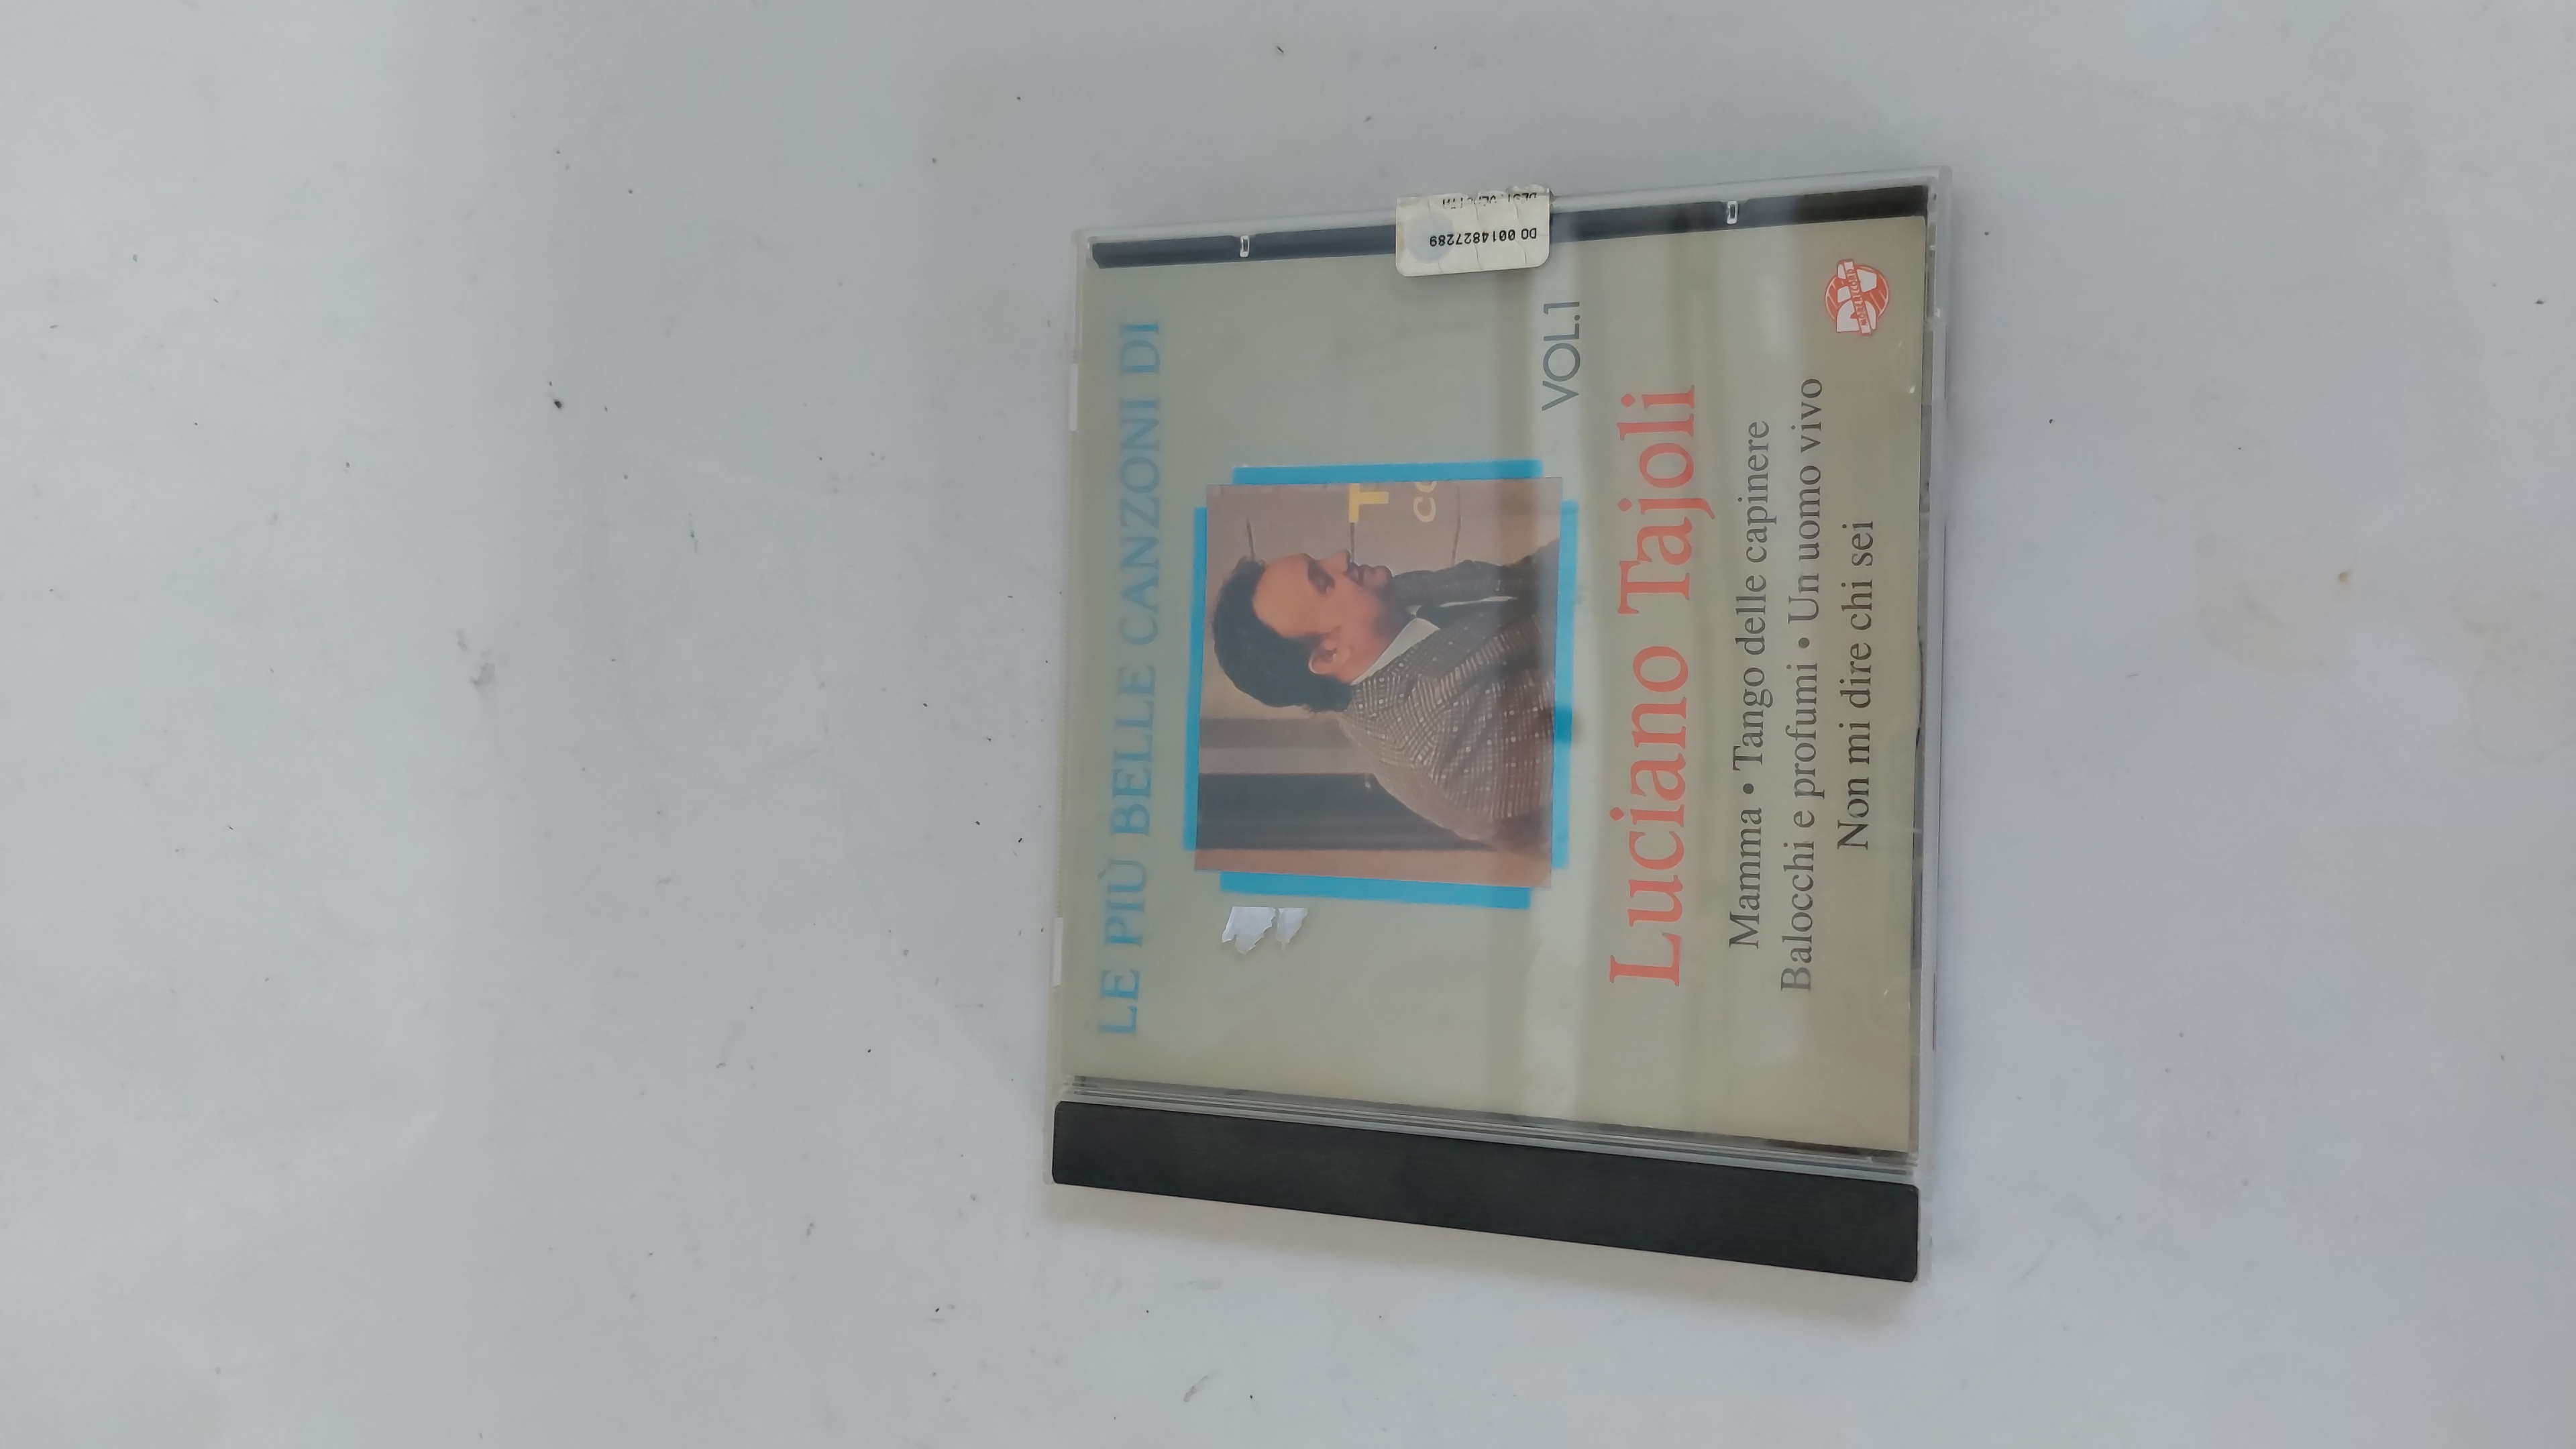 LE PIÙ BELLE CANZONI DI
VOL.1
Luciano Tajoli
Mamma • Tango delle capinere
Balocchi e profumi • Un uomo vivo
Non mi dire chi sei
DO 0014827289